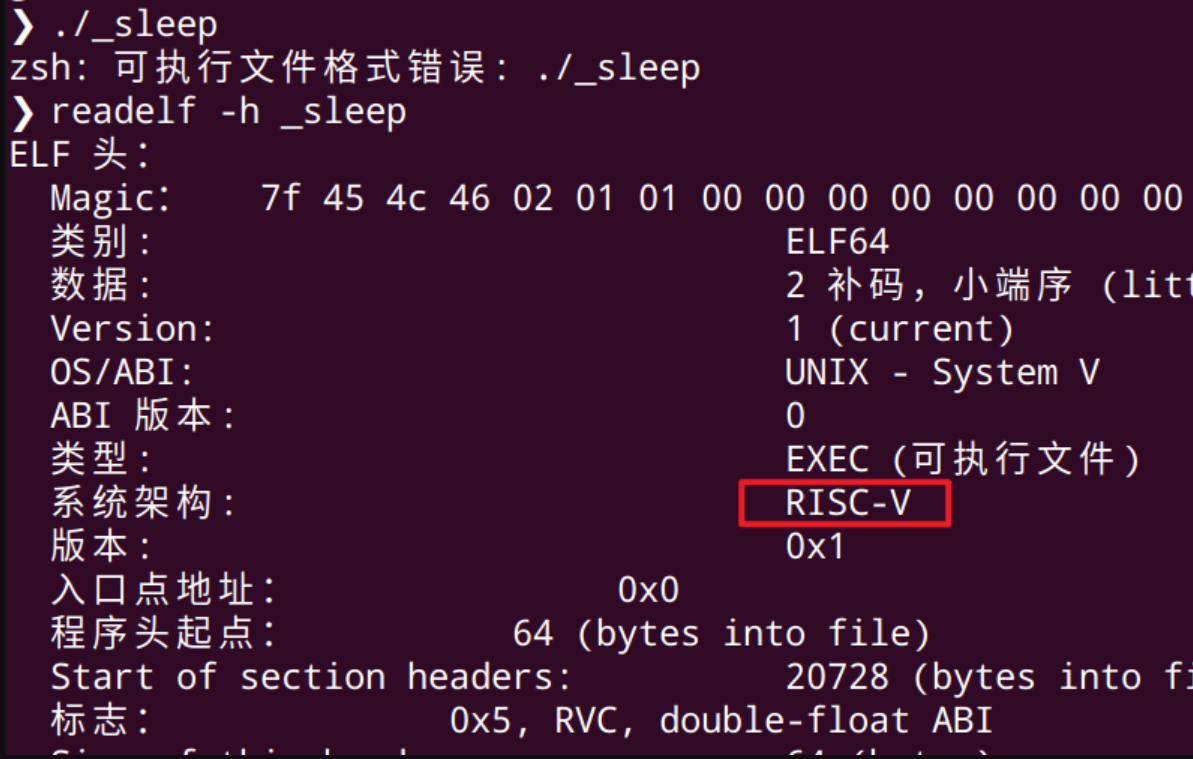 ❯ ./_sleep
zsh: 可执行文件格式错误: ./_sleep
❯ readelf -h _sleep
ELF 头：
Magic： 7f 45 4c 46 02 01 01 00 00 00 00 00 00 00 00
类别: ELF64
数据: 2 补码，小端序 (litt
Version: 1 (current)
OS/ABI: UNIX - System V
ABI 版本: 0
类型: EXEC (可执行文件)
系统架构: RISC-V
版本: 0x1
入口点地址： 0x0
程序头起点： 64 (bytes into file)
Start of section headers: 20728 (bytes into fi
标志： 0x5, RVC, double-float ABI